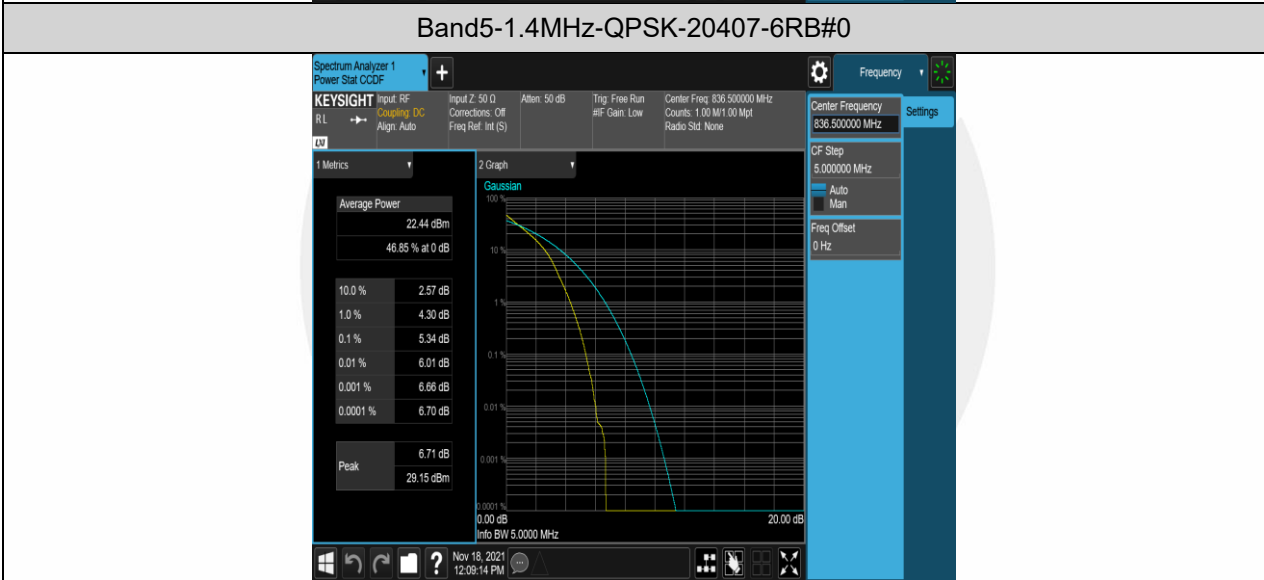 Band5-1.4MHz-QPSK-20407-6RB#0
Spectrum Analyzer 1
Power Stat CCDF
+
Frequency
KEYSIGHT
RL
LXI
Input: RF
Coupling: DC
Align: Auto
Input Z: 50 Ω
Corrections: Off
Freq Ref: Int (S)
Atten: 50 dB
Trig: Free Run
#IF Gain: Low
Center Freq: 836.500000 MHz
Counts: 1.00 M/1.00 Mpt
Radio Std: None
Center Frequency
836.500000 MHz
Settings
CF Step
5.000000 MHz
Auto
Man
Freq Offset
0 Hz
1 Metrics
Average Power
22.44 dBm
46.85 % at 0 dB
10.0 % 2.57 dB
1.0 % 4.30 dB
0.1 % 5.34 dB
0.01 % 6.01 dB
0.001 % 6.66 dB
0.0001 % 6.70 dB
Peak
6.71 dB
29.15 dBm
2 Graph
Gaussian
100 %
10 %
1 %
0.1 %
0.01 %
0.001 %
0.0001 %
0.00 dB 20.00 dB
Info BW 5.0000 MHz
?
Nov 18, 2021
12:09:14 PM